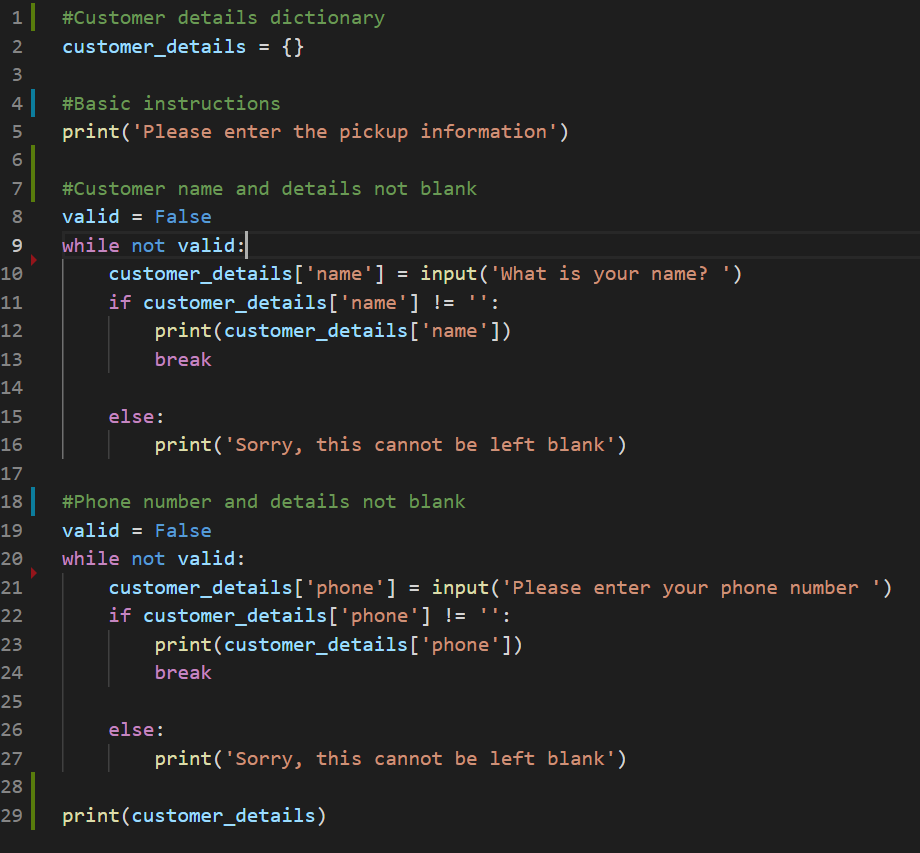 1 #Customer details dictionary
2 customer_details = {}
3
4 #Basic instructions
5 print('Please enter the pickup information')
6
7 #Customer name and details not blank
8 valid = False
9 while not valid:
10     customer_details['name'] = input('What is your name? ')
11     if customer_details['name'] != '':
12         print(customer_details['name'])
13         break
14
15     else:
16         print('Sorry, this cannot be left blank')
17
18 #Phone number and details not blank
19 valid = False
20 while not valid:
21     customer_details['phone'] = input('Please enter your phone number ')
22     if customer_details['phone'] != '':
23         print(customer_details['phone'])
24         break
25
26     else:
27         print('Sorry, this cannot be left blank')
28
29 print(customer_details)